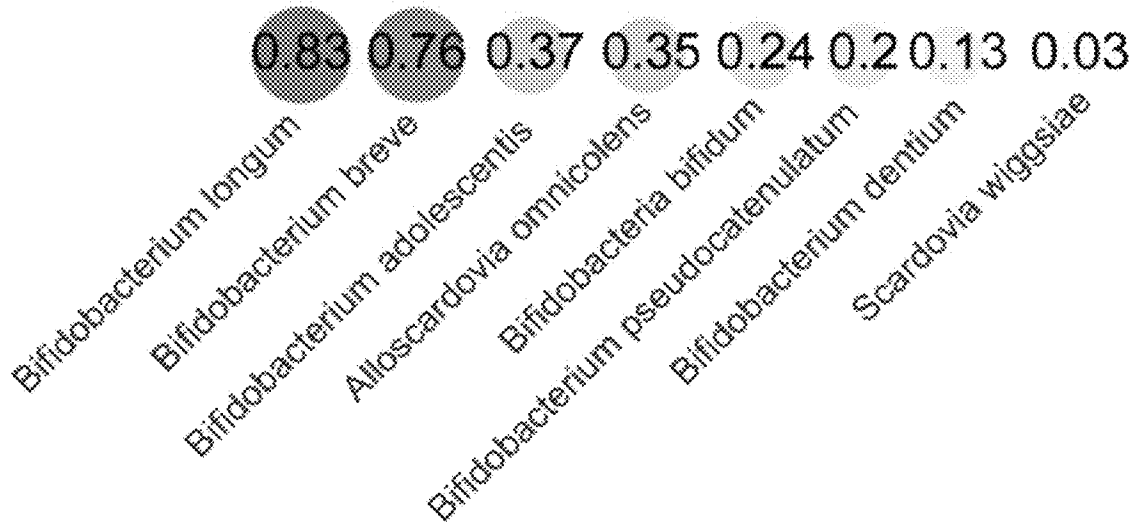 0.83 0.76 0.37 0.35 0.24 0.2 0.13 0.03
Bifidobacterium longum
Bifidobacterium breve
Bifidobacterium adolescentis
Alloscardovia omnicolens
Bifidobacteria bifidum
Bifidobacterium pseudocatenulatum
Bifidobacterium dentium
Scardovia wiggsiae